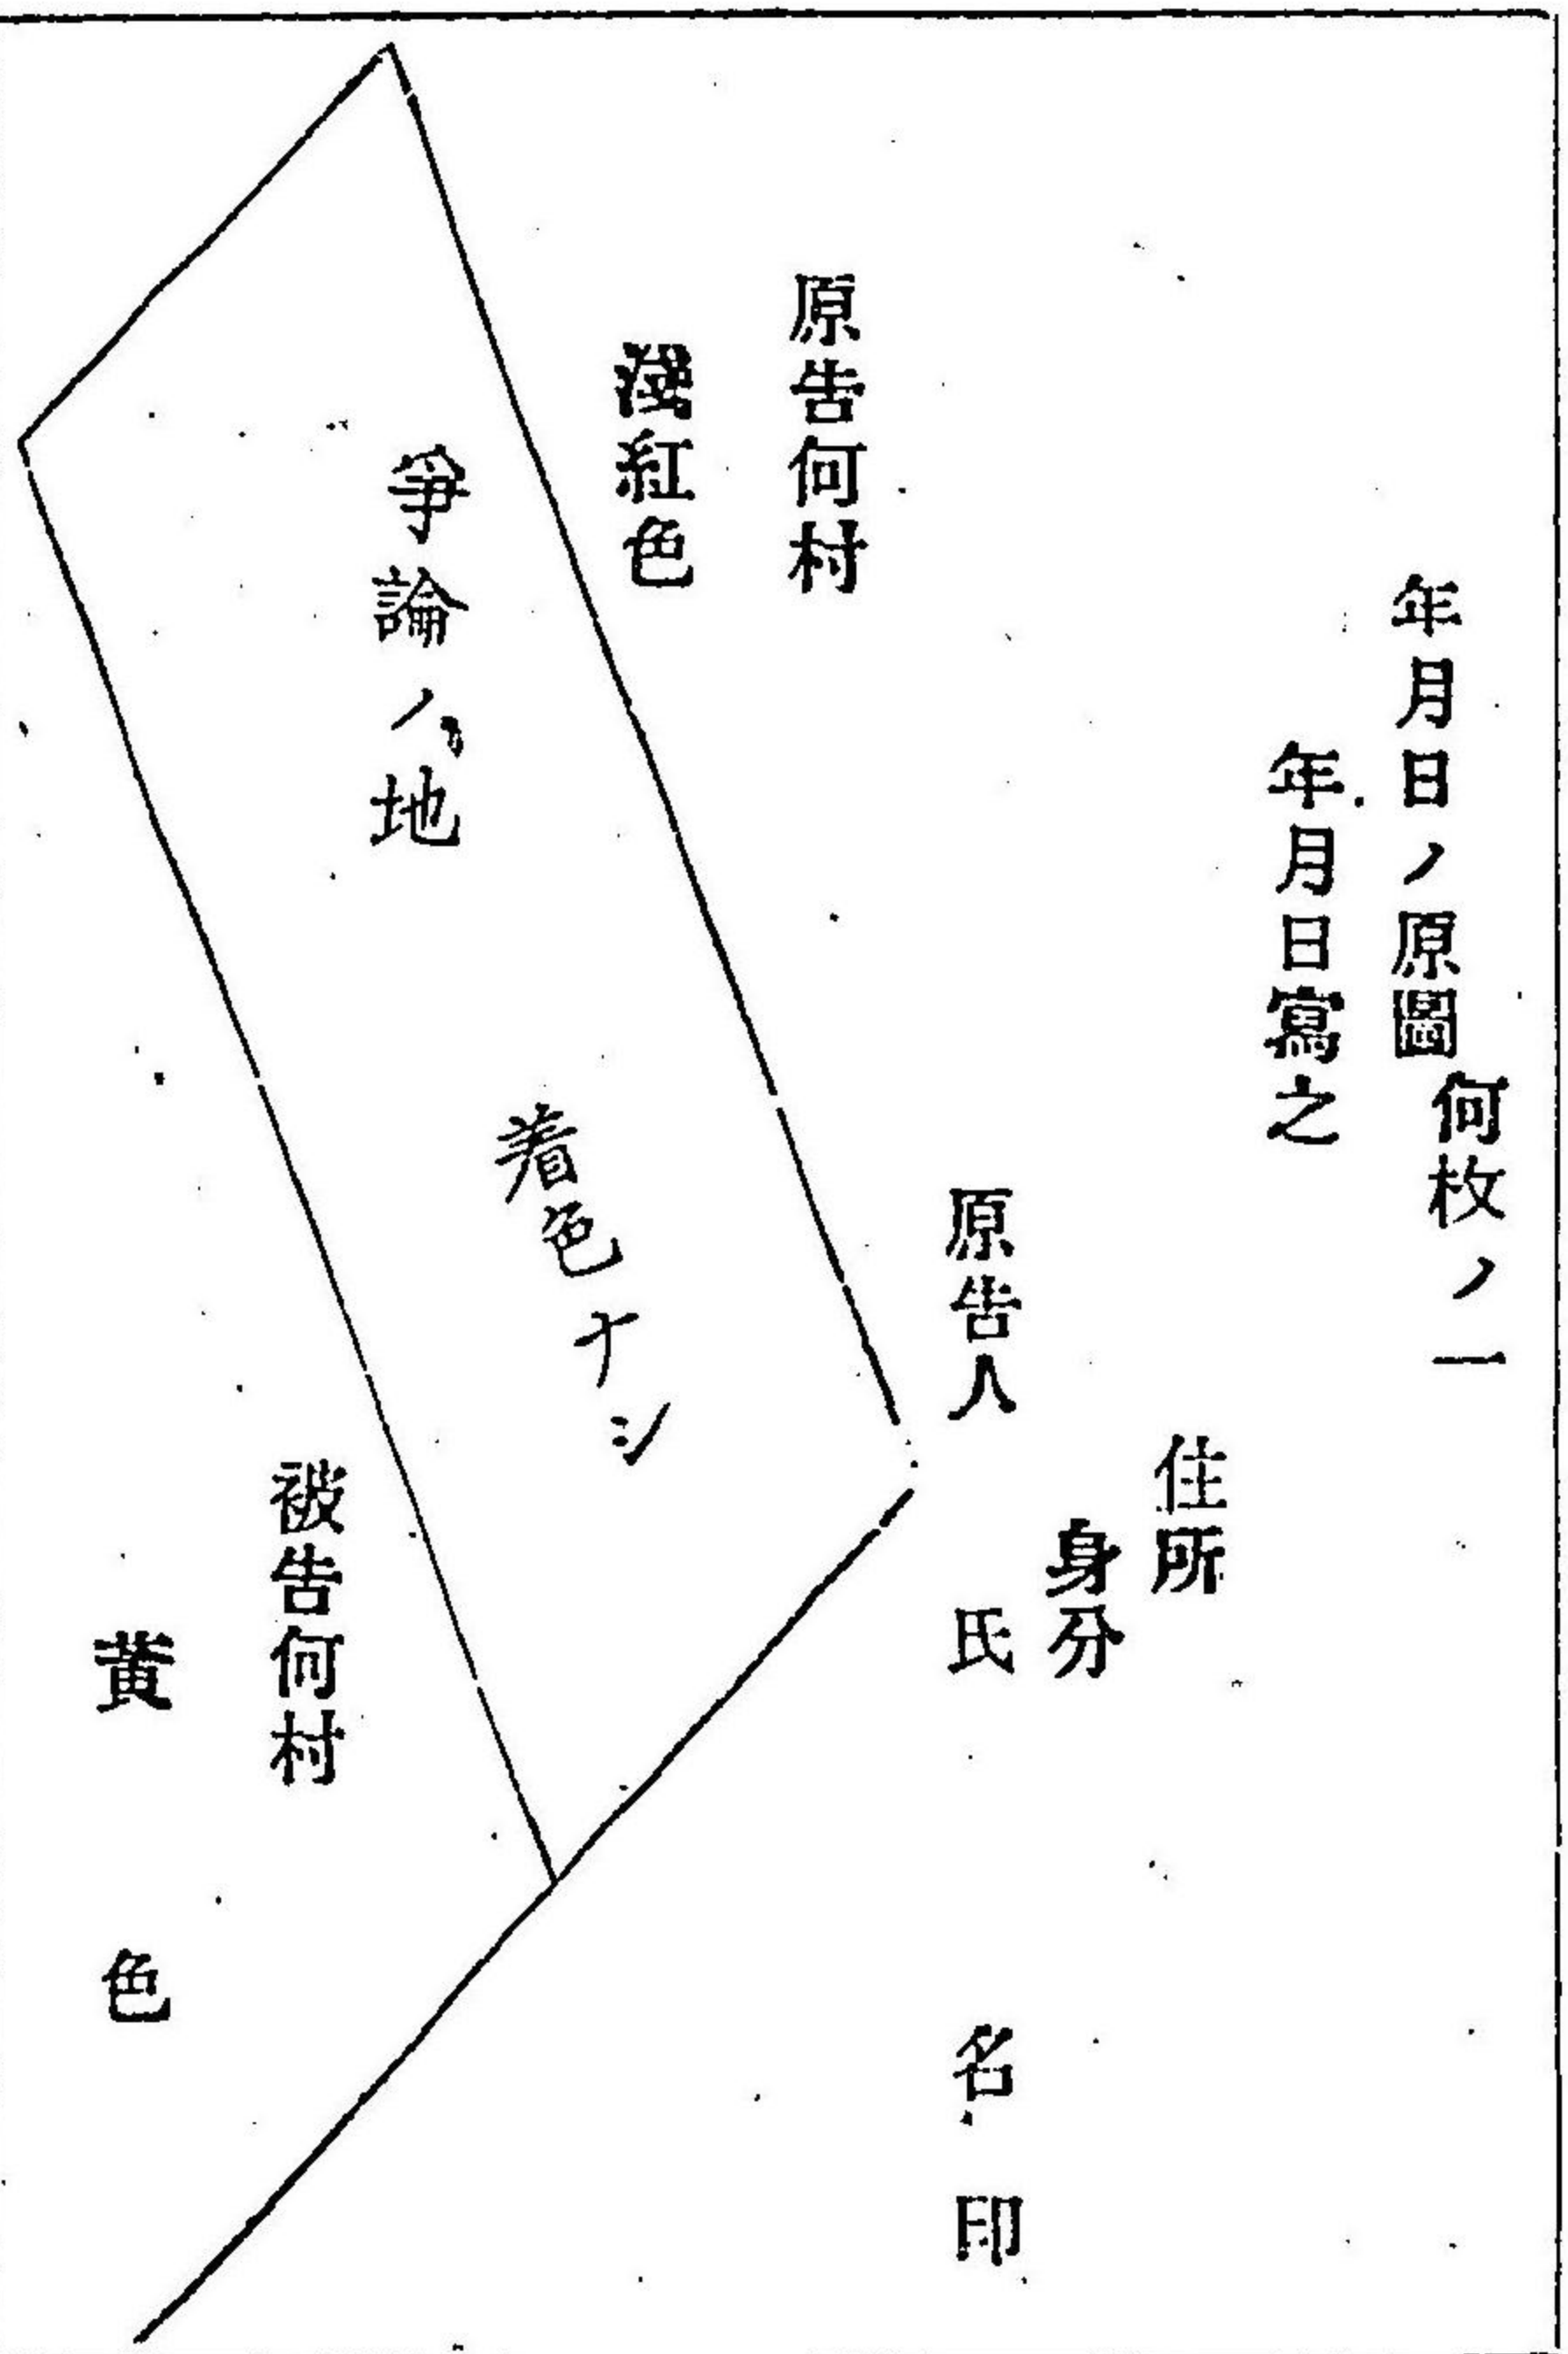 年月日ノ原圖何枚ノ一
年月日寫之
住所
身分
原告人 氏 名 印
原告何村
淺紅色
爭論ノ地
着色ナシ
被告何村
黃色